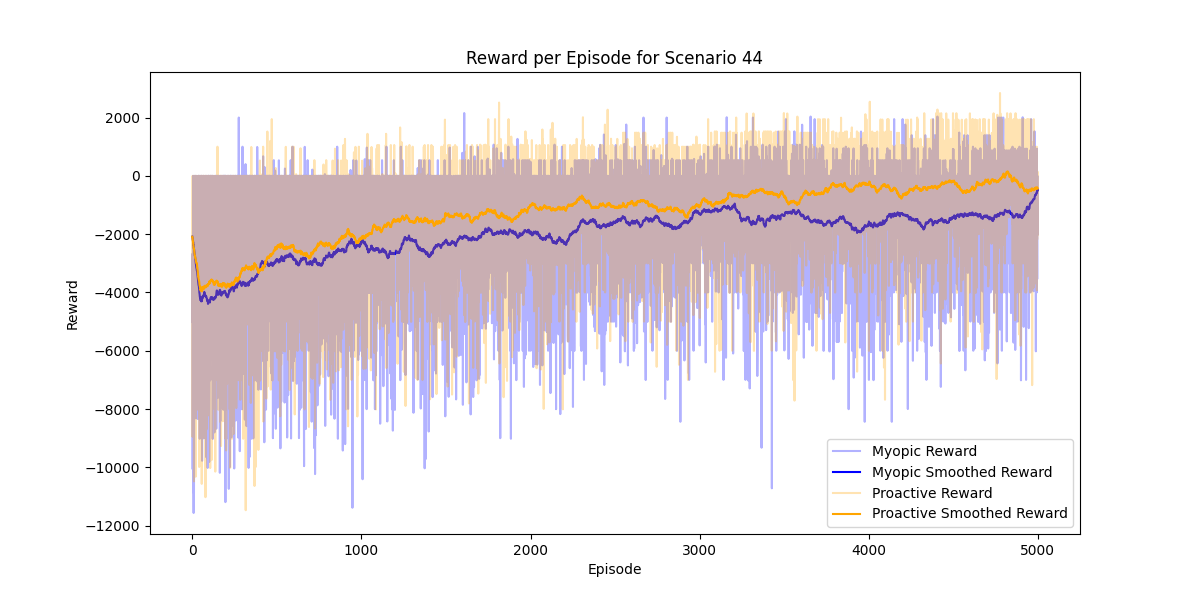 Reward per Episode for Scenario 44
Reward
2000
0
−2000
−4000
−6000
−8000
−10000
−12000
0 1000 2000 3000 4000 5000
Episode
Myopic Reward
Myopic Smoothed Reward
Proactive Reward
Proactive Smoothed Reward